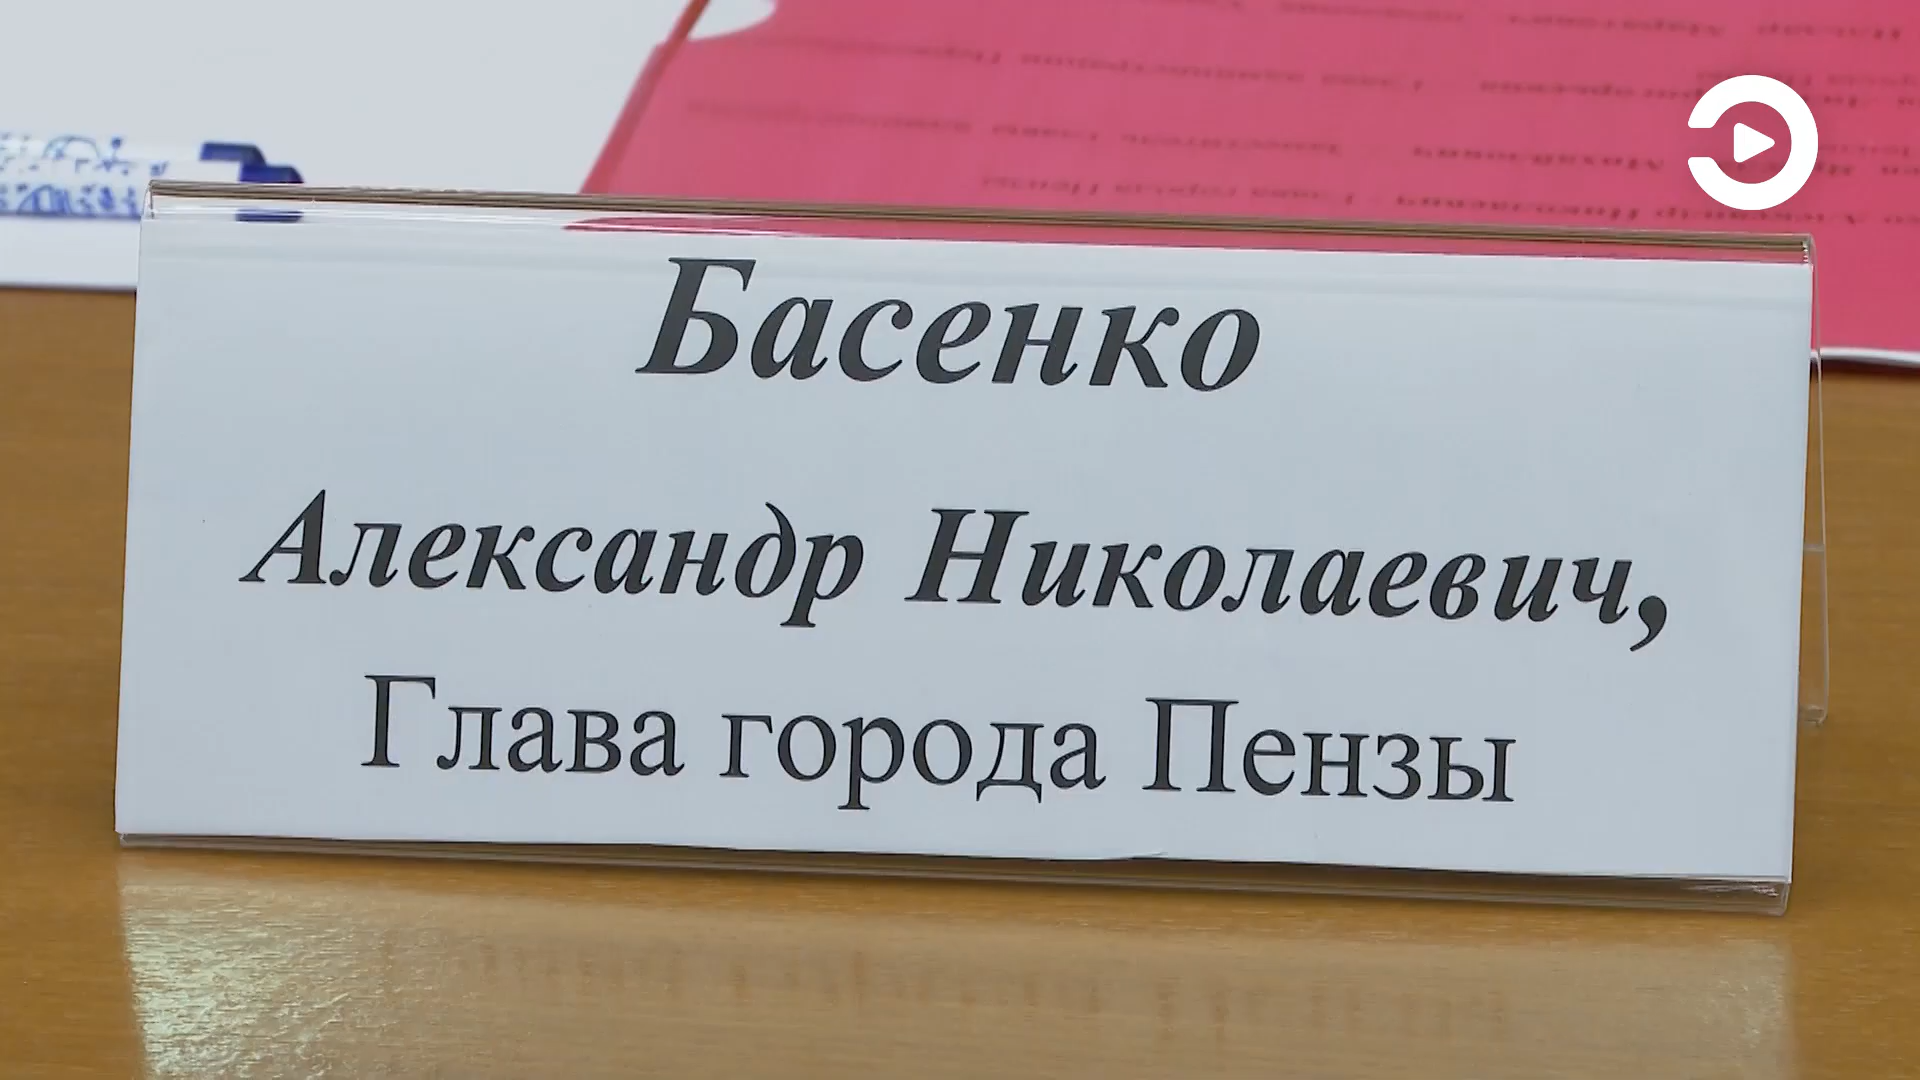 Басенко
Александр Николаевич,
Глава города Пензы